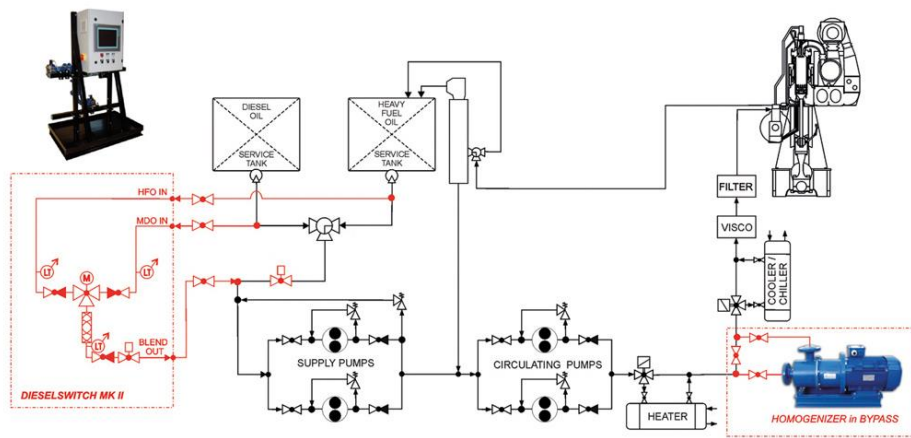 DIESEL
OIL
SERVICE
TANK
HEAVY
FUEL
OIL
SERVICE
TANK
HFO IN
MDO IN
LT
M
LT
BLEND
OUT
DIESELSWITCH MK II
SUPPLY PUMPS
CIRCULATING PUMPS
HEATER
FILTER
VISCO
COOLER /
CHILLER
HOMOGENIZER in BYPASS